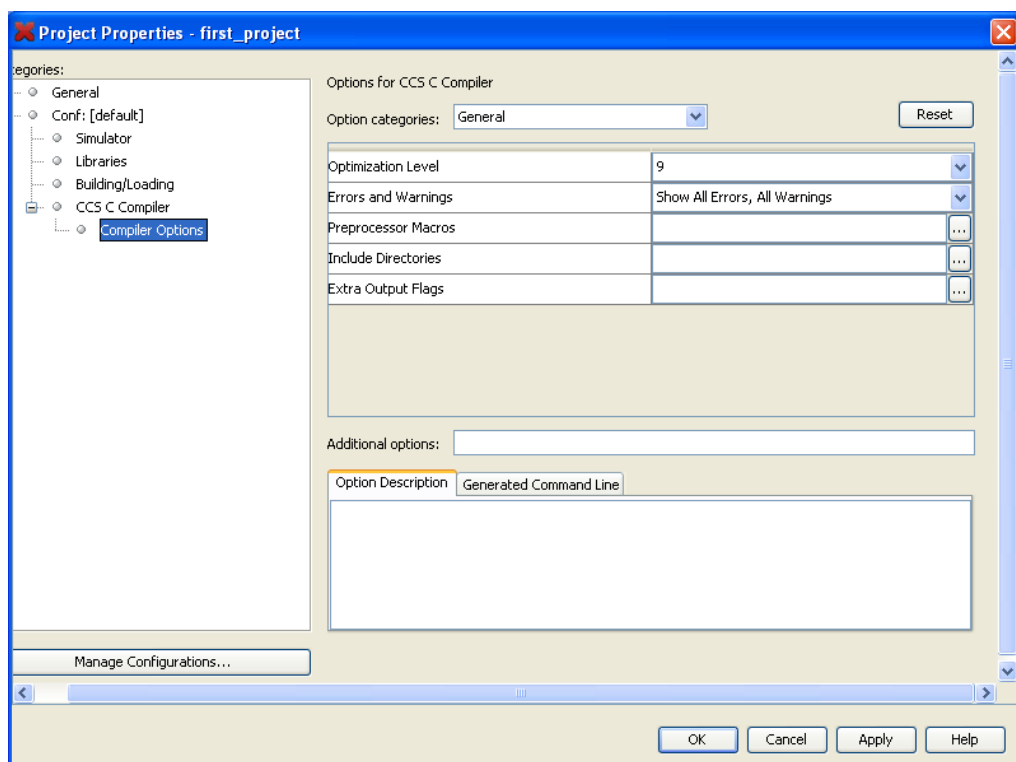 Project Properties - first_project
tegories:
General
Conf: [default]
Simulator
Libraries
Building/Loading
CCS C Compiler
Compiler Options
Manage Configurations...
Options for CCS C Compiler
Option categories: General Reset
Optimization Level 9
Errors and Warnings Show All Errors, All Warnings
Preprocessor Macros ...
Include Directories ...
Extra Output Flags ...
Additional options:
Option Description Generated Command Line
OK Cancel Apply Help